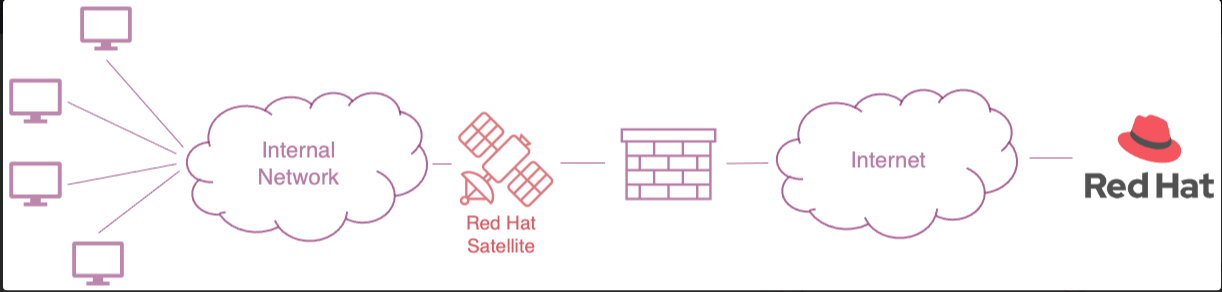 Internal
Network
Red Hat
Satellite
Internet
Red Hat